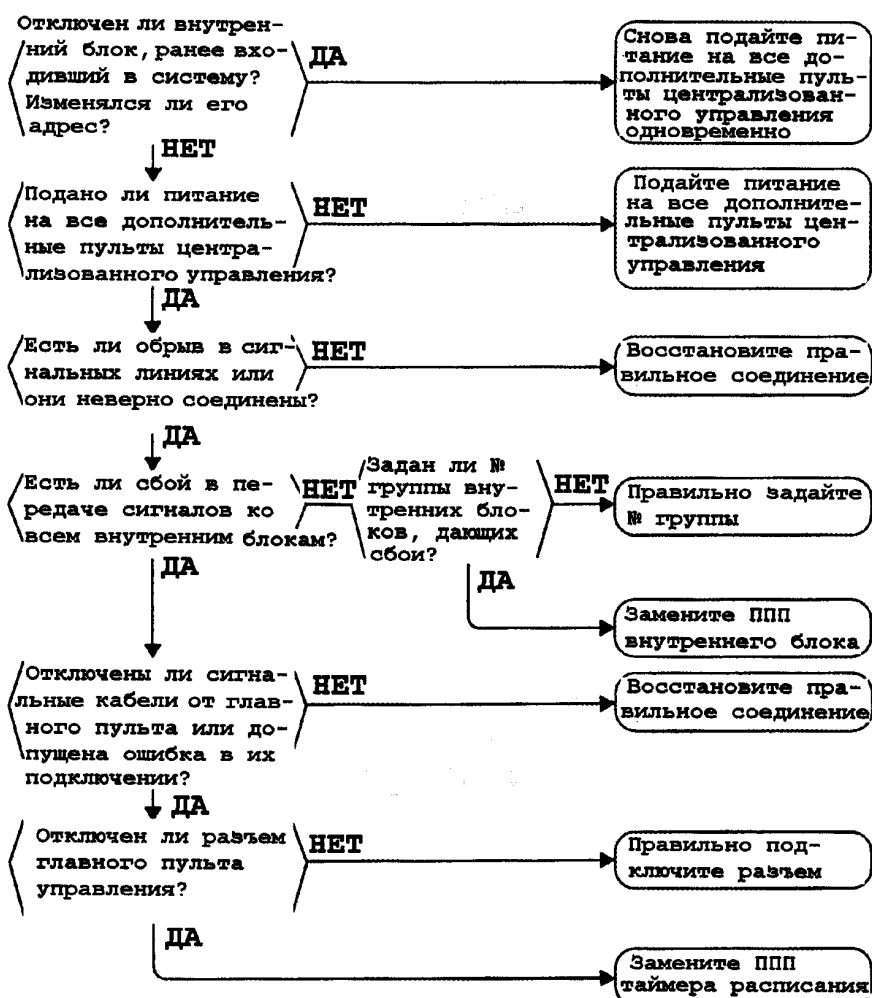 Отключен ли внутрен-
ний блок, ранее вхо-
дивший в систему?
Изменялся ли его
адрес?
ДА
Снова подайте пи-
тание на все до-
полнительные пуль-
ты централизован-
ного управления
одновременно
НЕТ
Подано ли питание
на все дополнитель-
ные пульты центра-
лизованного управления?
НЕТ
Подайте питание
на все дополните-
льные пульты цен-
трализованного
управления
ДА
Есть ли обрыв в сиг-
нальных линиях или
они неверно соединены?
НЕТ
Восстановите пра-
вильное соединение
ДА
Есть ли сбой в пе-
редаче сигналов ко
всем внутренним блокам?
НЕТ
Задан ли №
группы вну-
тренних бло-
ков, дающих
сбои?
НЕТ
Правильно задайте
№ группы
ДА
ДА
Замените ППП
внутреннего блока
Отключены ли сигна-
льные кабели от глав-
ного пульта или до-
пущена ошибка в их
подключении?
НЕТ
Восстановите пра-
вильное соединение
ДА
Отключен ли разъем
главного пульта
управления?
НЕТ
Правильно под-
ключите разъем
ДА
Замените ППП
таймера расписания